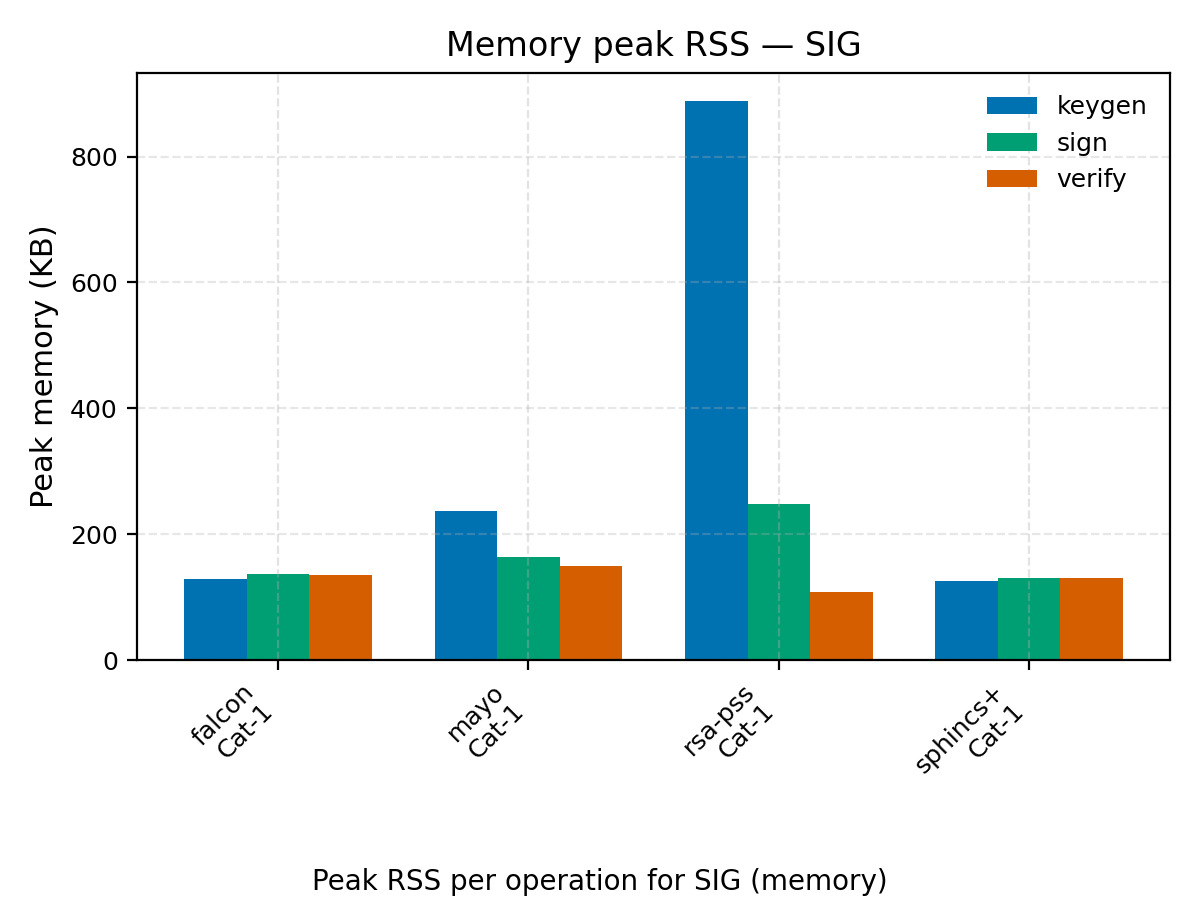 Memory peak RSS — SIG
Peak memory (KB)
800
600
400
200
0
keygen
sign
verify
falcon
Cat-1
mayo
Cat-1
rsa-pss
Cat-1
sphincs+
Cat-1
Peak RSS per operation for SIG (memory)